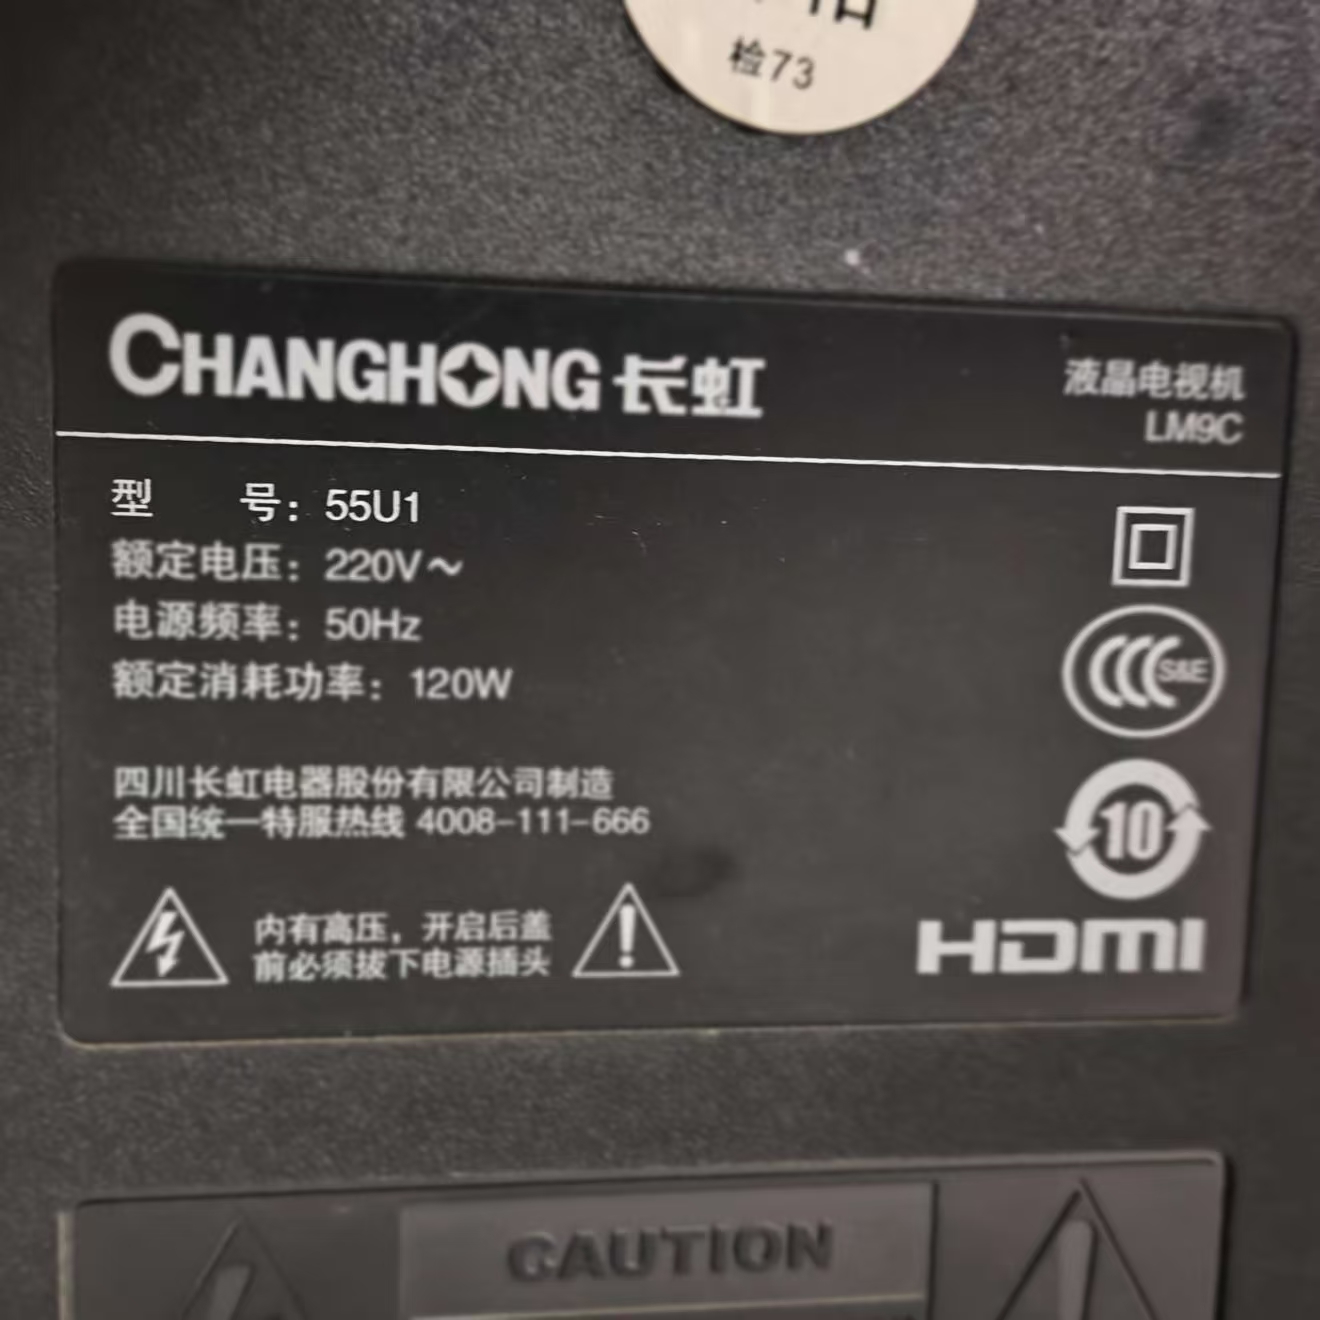 检73
CHANGHONG 长虹
液晶电视机
LM9C
型 号：55U1
额定电压：220V～
电源频率：50Hz
额定消耗功率：120W
S&E
四川长虹电器股份有限公司制造
全国统一特服热线 4008-111-666
10
内有高压，开启后盖
前必须拔下电源插头
HDMI
CAUTION